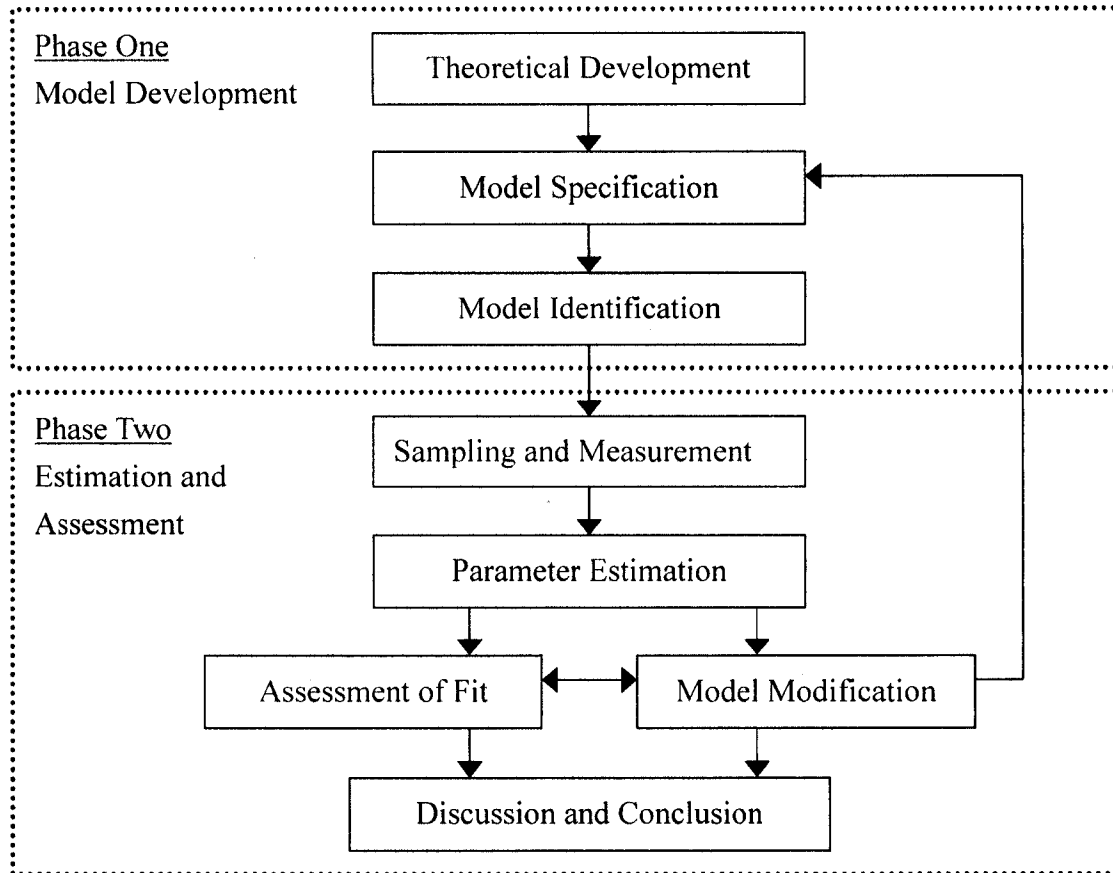 Phase One
Model Development
Theoretical Development
Model Specification
Model Identification
Phase Two
Estimation and
Assessment
Sampling and Measurement
Parameter Estimation
Assessment of Fit
Model Modification
Discussion and Conclusion